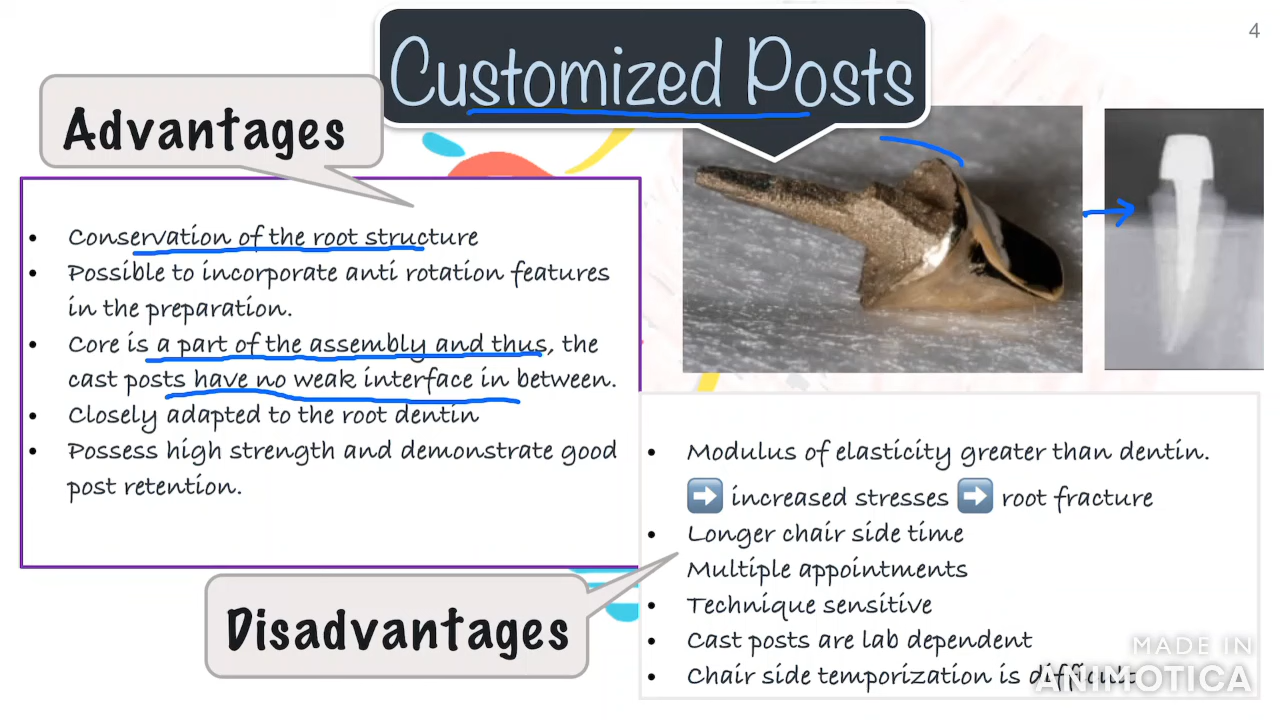 4
Customized Posts
Advantages
• Conservation of the root structure
• Possible to incorporate anti rotation features
in the preparation.
• Core is a part of the assembly and thus, the
cast posts have no weak interface in between.
• Closely adapted to the root dentin
• Possess high strength and demonstrate good
post retention.
• Modulus of elasticity greater than dentin.
➡️ increased stresses ➡️ root fracture
• Longer chair side time
Multiple appointments
• Technique sensitive
• Cast posts are lab dependent
• Chair side temporization is difficult
Disadvantages
MADE IN
ANIMOTICA